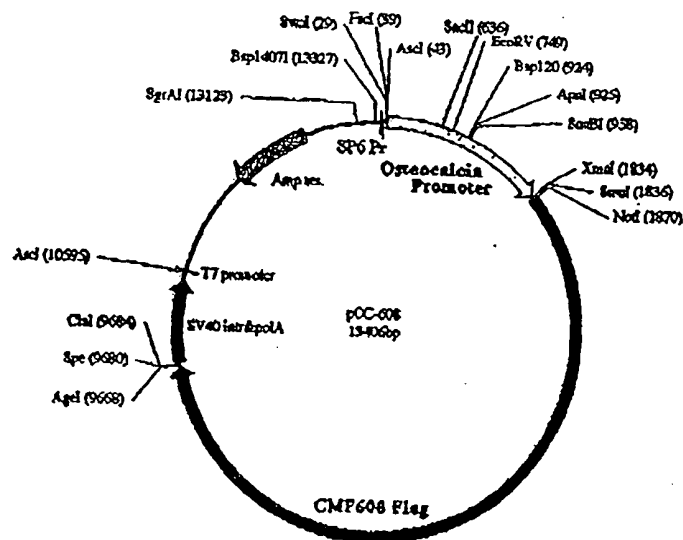 SwaI (29)
FseI (39)
AscI (43)
SacII (636)
EcoRV (749)
Bsp120 (924)
ApaI (925)
SnaBI (958)
Bsp1407I (13327)
SgrAI (13125)
SP6 Pr
Osteocalcin
Promoter
Amp res.
XmaI (1834)
SmaI (1836)
NotI (1870)
AscI (10595)
T7 promoter
pOC-608
13406bp
ClaI (9684)
SV40 intr&polA
Spe (9680)
AgeI (9668)
CMF608 Flag